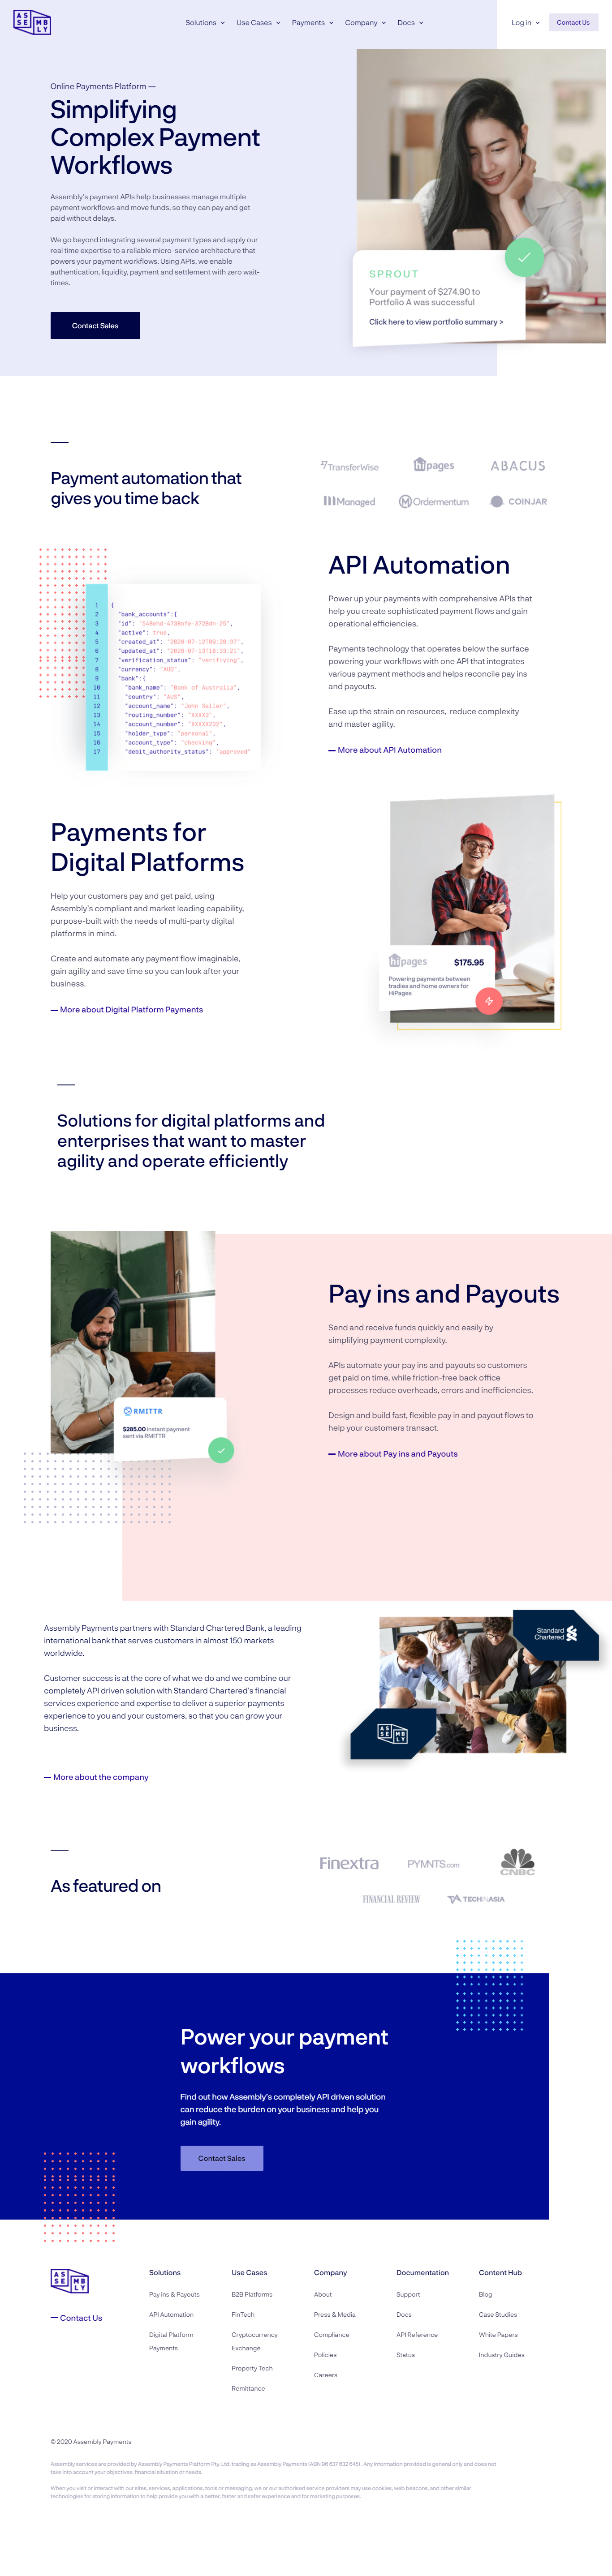 ASSEMBLY
Solutions Use Cases Payments Company Docs Log in Contact Us
Online Payments Platform —
Simplifying
Complex Payment
Workflows
Assembly's payment APIs help businesses manage multiple
payment workflows and move funds, so they can pay and get
paid without delays.
We go beyond integrating several payment types and apply our
real time expertise to a reliable micro-service architecture that
powers your payment workflows. Using APIs, we enable
authentication, liquidity, payment and settlement with zero wait-
times.
Contact Sales
SPROUT
Your payment of $274.90 to
Portfolio A was successful
Click here to view portfolio summary >
Payment automation that
gives you time back
TransferWise hipages ABACUS
Managed Ordermentum COINJAR
1 {
2 "bank_accounts":{
3 "id":
4 "active": true,
5 "created_at":
6 "updated_at":
7 "verification_status": "verifiying",
8 "currency": "AUD",
9 "bank":{
10 "bank_name": "Bank of Australia",
11 "country": "AUS",
12 "account_name": "John Seller",
13 "routing_number": "XXXX3",
14 "account_number": "XXXXX232",
15 "holder_type": "personal",
16 "account_type": "checking",
17 "debit_authority_status": "approved"
API Automation
Power up your payments with comprehensive APIs that
help you create sophisticated payment flows and gain
operational efficiencies.
Payments technology that operates below the surface
powering your workflows with one API that integrates
various payment methods and helps reconcile pay ins
and payouts.
Ease up the strain on resources, reduce complexity
and master agility.
More about API Automation
Payments for
Digital Platforms
Help your customers pay and get paid, using
Assembly's compliant and market leading capability,
purpose-built with the needs of multi-party digital
platforms in mind.
Create and automate any payment flow imaginable,
gain agility and save time so you can look after your
business.
More about Digital Platform Payments
hipages $175.95
Powering payments between
tradies and home owners for
HiPages
Solutions for digital platforms and
enterprises that want to master
agility and operate efficiently
RMITTR
$285.00 instant payment
sent via RMITTR
Pay ins and Payouts
Send and receive funds quickly and easily by
simplifying payment complexity.
APIs automate your pay ins and payouts so customers
get paid on time, while friction-free back office
processes reduce overheads, errors and inefficiencies.
Design and build fast, flexible pay in and payout flows to
help your customers transact.
More about Pay ins and Payouts
Assembly Payments partners with Standard Chartered Bank, a leading
international bank that serves customers in almost 150 markets
worldwide.
Customer success is at the core of what we do and we combine our
completely API driven solution with Standard Chartered's financial
services experience and expertise to deliver a superior payments
experience to you and your customers, so that you can grow your
business.
More about the company
Standard
Chartered
ASSEMBLY
As featured on
Finextra PYMNTS.com CNBC
FINANCIAL REVIEW TECHINASIA
Power your payment
workflows
Find out how Assembly's completely API driven solution
can reduce the burden on your business and help you
gain agility.
Contact Sales
ASSEMBLY
Contact Us
Solutions
Pay ins & Payouts
API Automation
Digital Platform
Payments
Use Cases
B2B Platforms
FinTech
Cryptocurrency
Exchange
Property Tech
Remittance
Company
About
Press & Media
Compliance
Policies
Careers
Documentation
Support
Docs
API Reference
Status
Content Hub
Blog
Case Studies
White Papers
Industry Guides
© 2020 Assembly Payments
Assembly services are provided by Assembly Payments Platform Pty. Ltd. trading as Assembly Payments (ABN 96 637 632 645) . Any information provided is general only and does not
take into account your objectives, financial situation or needs.
When you visit or interact with our sites, services, applications, tools or messaging, we or our authorised service providers may use cookies, web beacons, and other similar
technologies for storing information to help provide you with a better, faster and safer experience and for marketing purposes.